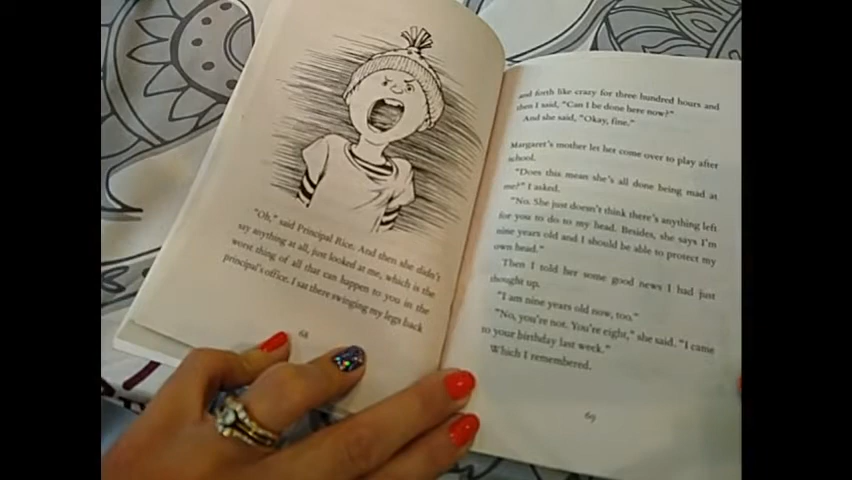 "Oh," said Principal Rice. And then she didn't
say anything at all, just looked at me, which is the
worst thing of all that can happen to you in the
principal's office. I sat there swinging my legs back
68
and forth like crazy for three hundred hours and
then I said, "Can I be done here now?"
And she said, "Okay, fine."
Margaret's mother let her come over to play after
school.
"Does this mean she's all done being mad at
me?" I asked.
"No. She just doesn't think there's anything left
for you to do to my head. Besides, she says I'm
nine years old and I should be able to protect my
own head."
Then I told her some good news I had just
thought up.
"I am nine years old now, too."
"No, you're not. You're eight," she said. "I came
to your birthday last week."
Which I remembered.
69